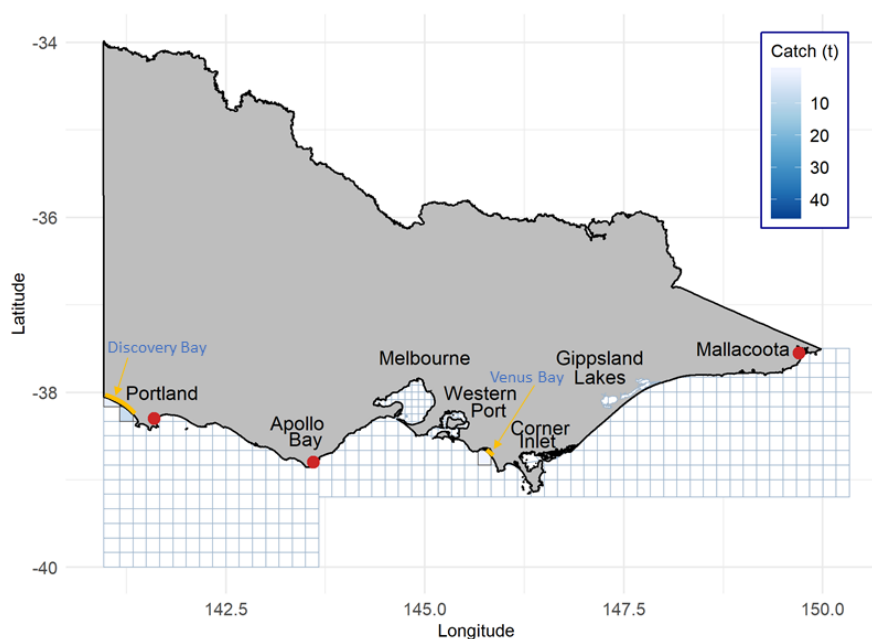 -34
Catch (t)
10
20
30
40
-36
Latitude
Discovery Bay
Melbourne
Gippsland
Lakes
Mallacoota
-38
Portland
Venus Bay
Western
Port
Apollo
Bay
Corner
Inlet
-40
142.5
145.0
147.5
150.0
Longitude